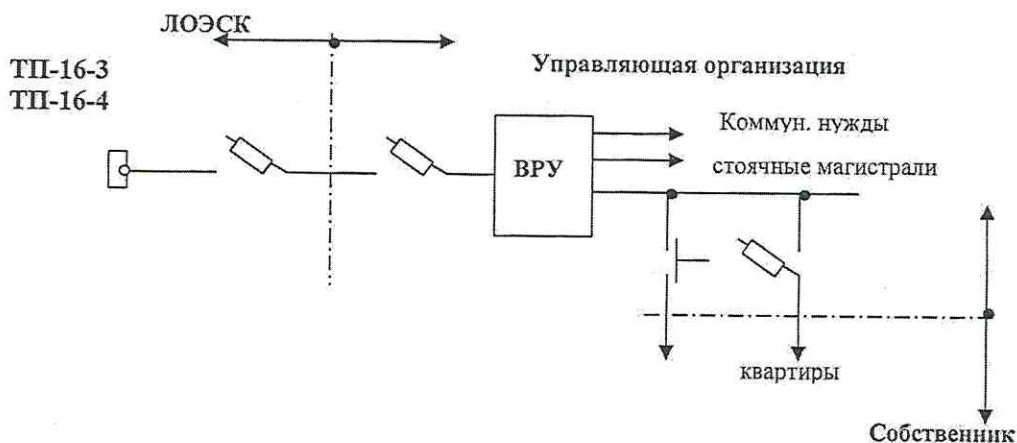 ЛОЭСК
ТП-16-3
ТП-16-4
Управляющая организация
Коммун. нужды
ВРУ
стоячные магистрали
квартиры
Собственник